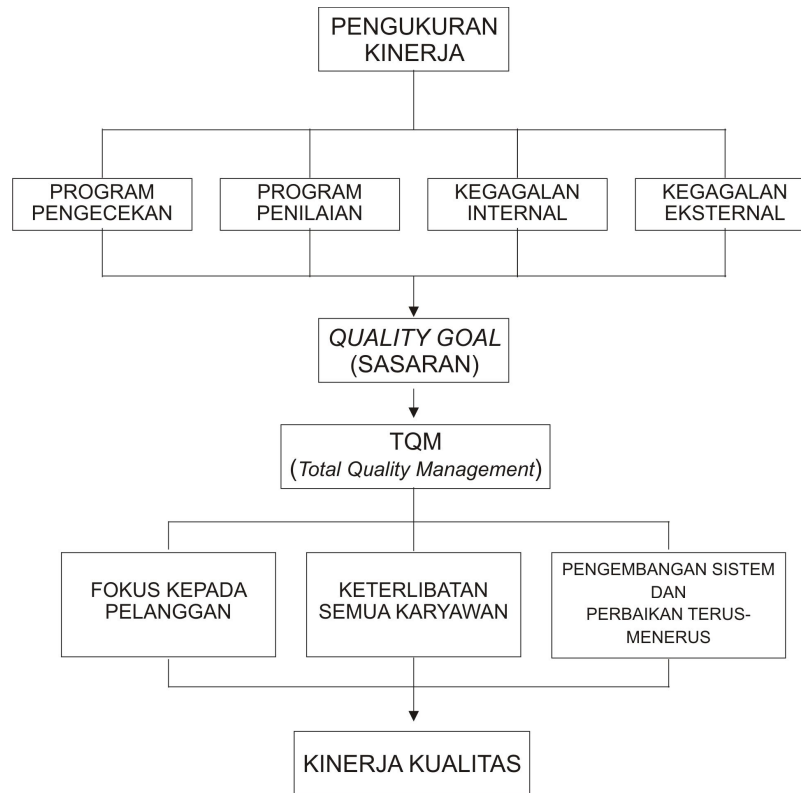 PENGUKURAN
KINERJA
PROGRAM
PENGECEKAN
PROGRAM
PENILAIAN
KEGAGALAN
INTERNAL
KEGAGALAN
EKSTERNAL
QUALITY GOAL
(SASARAN)
TQM
(Total Quality Management)
FOKUS KEPADA
PELANGGAN
KETERLIBATAN
SEMUA KARYAWAN
PENGEMBANGAN SISTEM
DAN
PERBAIKAN TERUS-
MENERUS
KINERJA KUALITAS